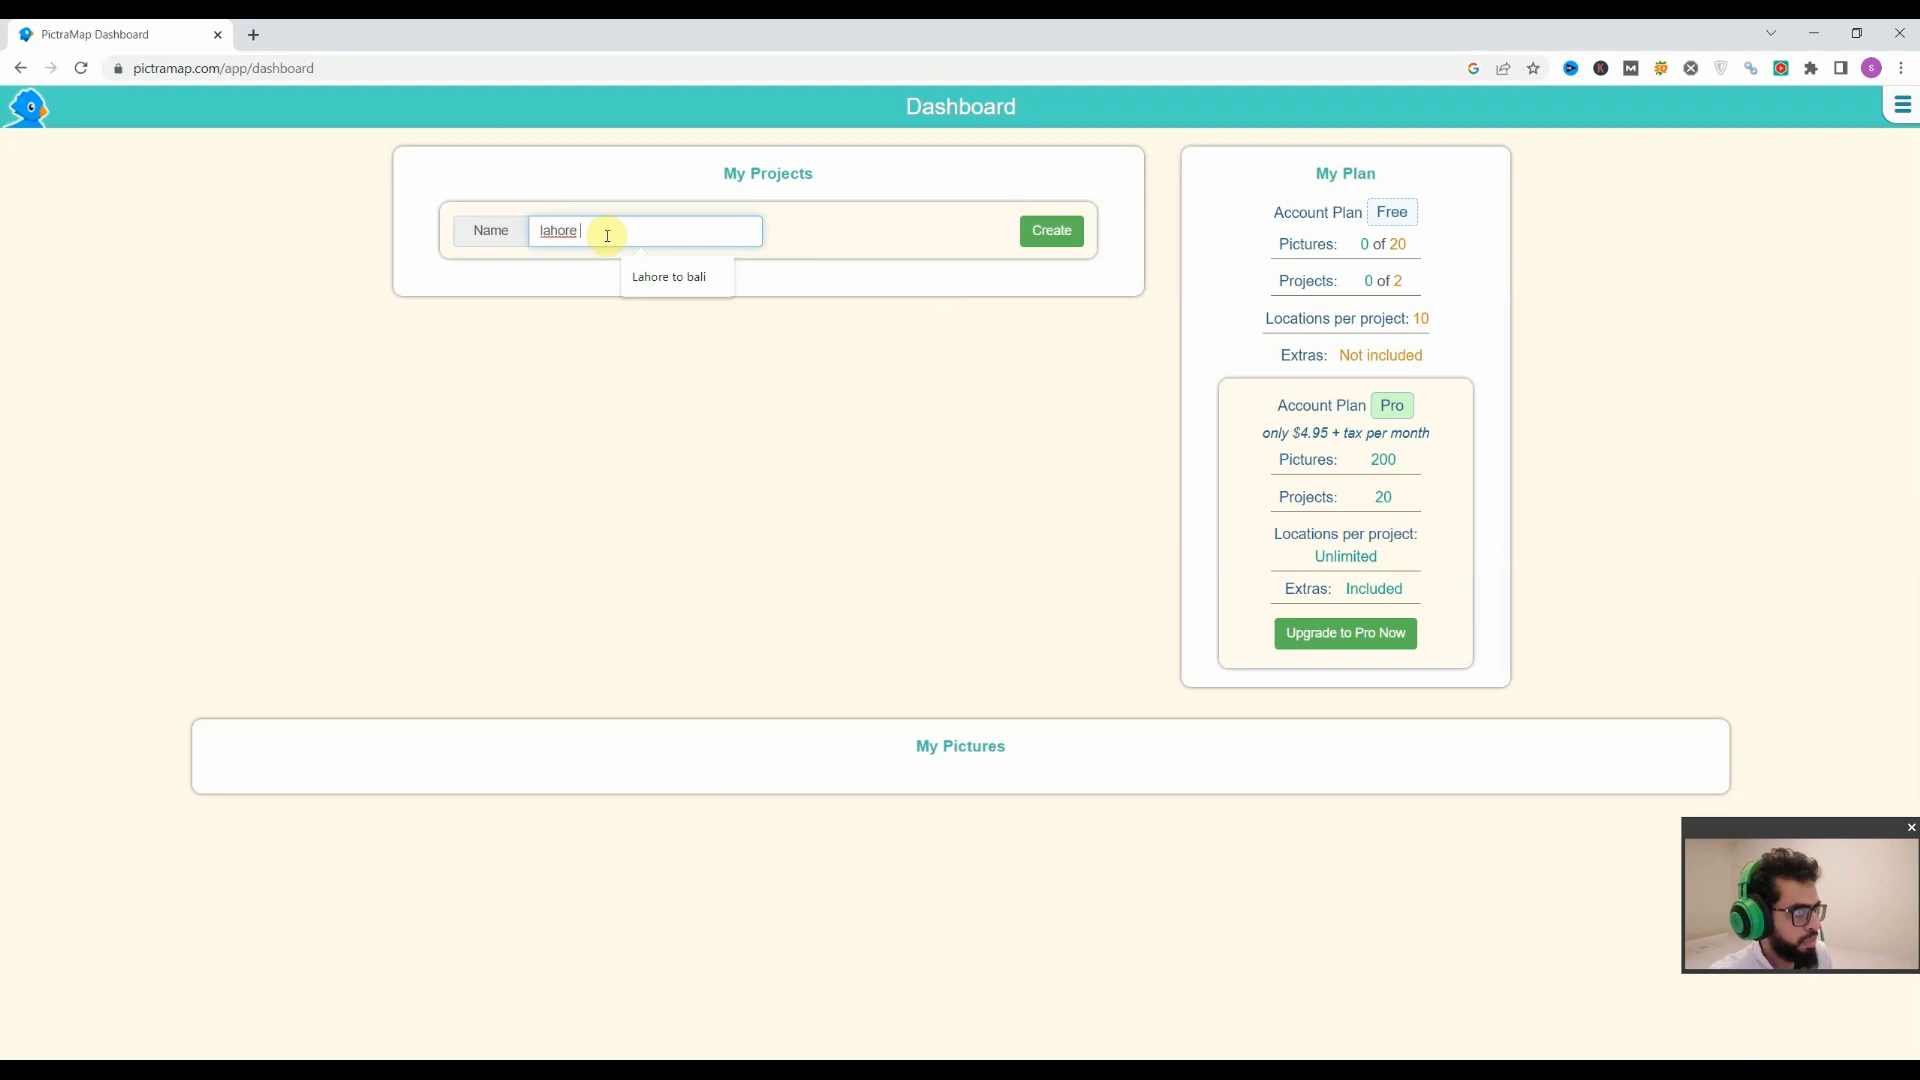 PictraMap Dashboard
pictramap.com/app/dashboard
Dashboard
My Projects
Name
lahore
Create
Lahore to bali
My Plan
Account Plan Free
Pictures: 0 of 20
Projects: 0 of 2
Locations per project: 10
Extras: Not included
Account Plan Pro
only $4.95 + tax per month
Pictures: 200
Projects: 20
Locations per project:
Unlimited
Extras: Included
Upgrade to Pro Now
My Pictures